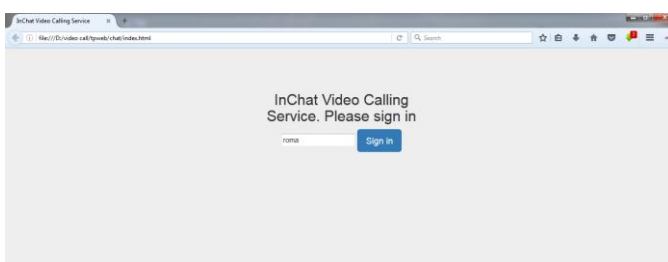 InChat Video Calling Service
file:///D:/video call/tpweb/chat/index.html
Search
InChat Video Calling
Service. Please sign in
roma
Sign in